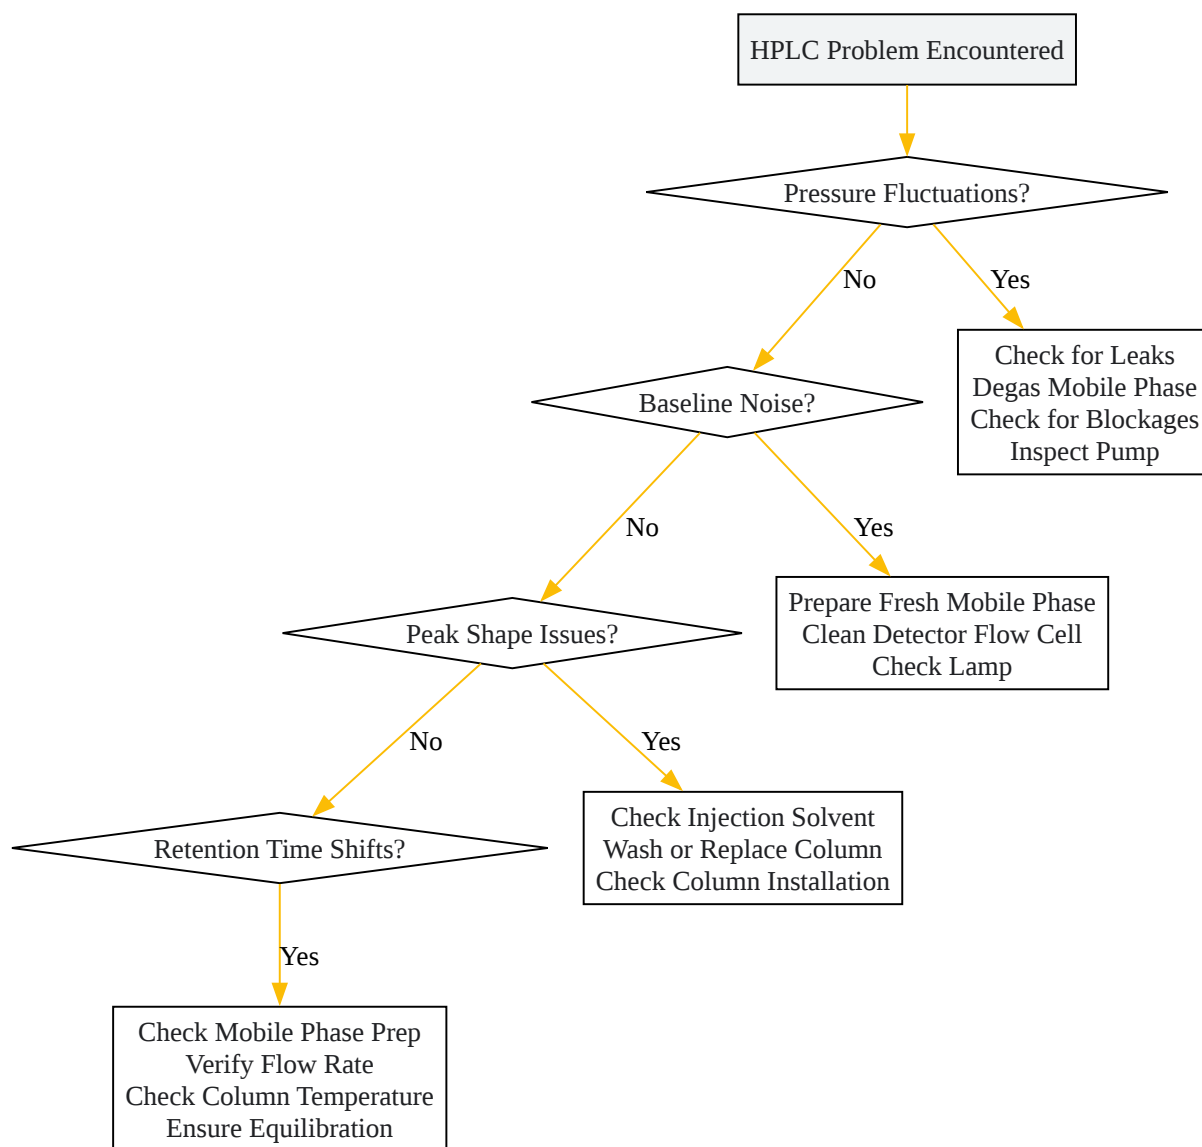 HPLC Problem Encountered
Pressure Fluctuations?
No
Yes
Check for Leaks
Degas Mobile Phase
Check for Blockages
Inspect Pump
Baseline Noise?
No
Yes
Prepare Fresh Mobile Phase
Clean Detector Flow Cell
Check Lamp
Peak Shape Issues?
No
Yes
Check Injection Solvent
Wash or Replace Column
Check Column Installation
Retention Time Shifts?
Yes
Check Mobile Phase Prep
Verify Flow Rate
Check Column Temperature
Ensure Equilibration